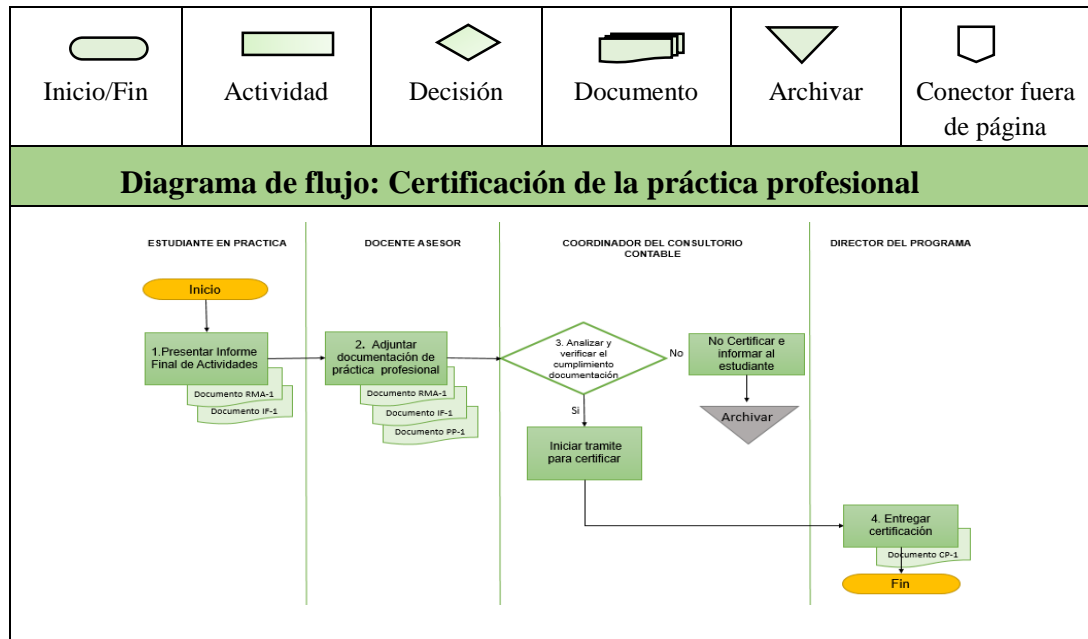 Inicio/Fin
Actividad
Decisión
Documento
Archivar
Conector fuera
de página
Diagrama de flujo: Certificación de la práctica profesional
ESTUDIANTE EN PRACTICA
DOCENTE ASESOR
COORDINADOR DEL CONSULTORIO
CONTABLE
DIRECTOR DEL PROGRAMA
Inicio
1.Presentar Informe
Final de Actividades
Documento RMA-1
Documento IF-1
2. Adjuntar
documentación de
práctica profesional
Documento RMA-1
Documento IF-1
Documento PP-1
3. Analizar y
verificar el
cumplimiento
documentación
No
No Certificar e
informar al
estudiante
Archivar
Si
Iniciar tramite
para certificar
4. Entregar
certificación
Documento CP-1
Fin